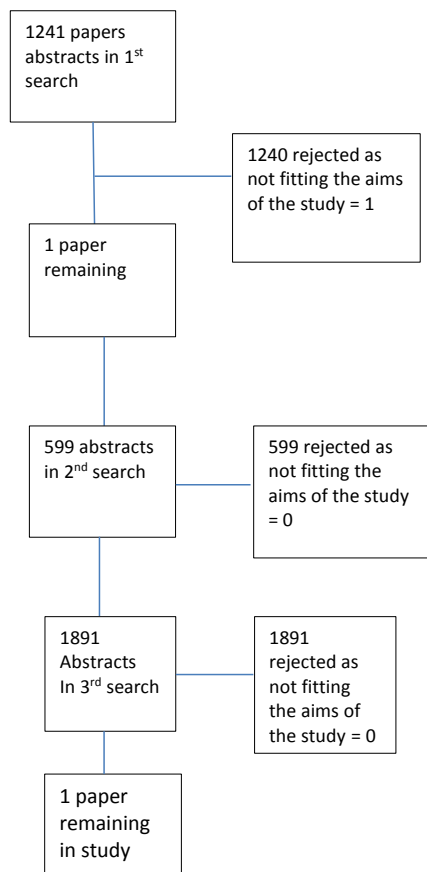 1241 papers
abstracts in 1st
search
1240 rejected as
not fitting the aims
of the study = 1
1 paper
remaining
599 abstracts
in 2nd search
599 rejected as
not fitting the
aims of the study
= 0
1891
Abstracts
In 3rd search
1891
rejected as
not fitting
the aims of
the study = 0
1 paper
remaining
in study